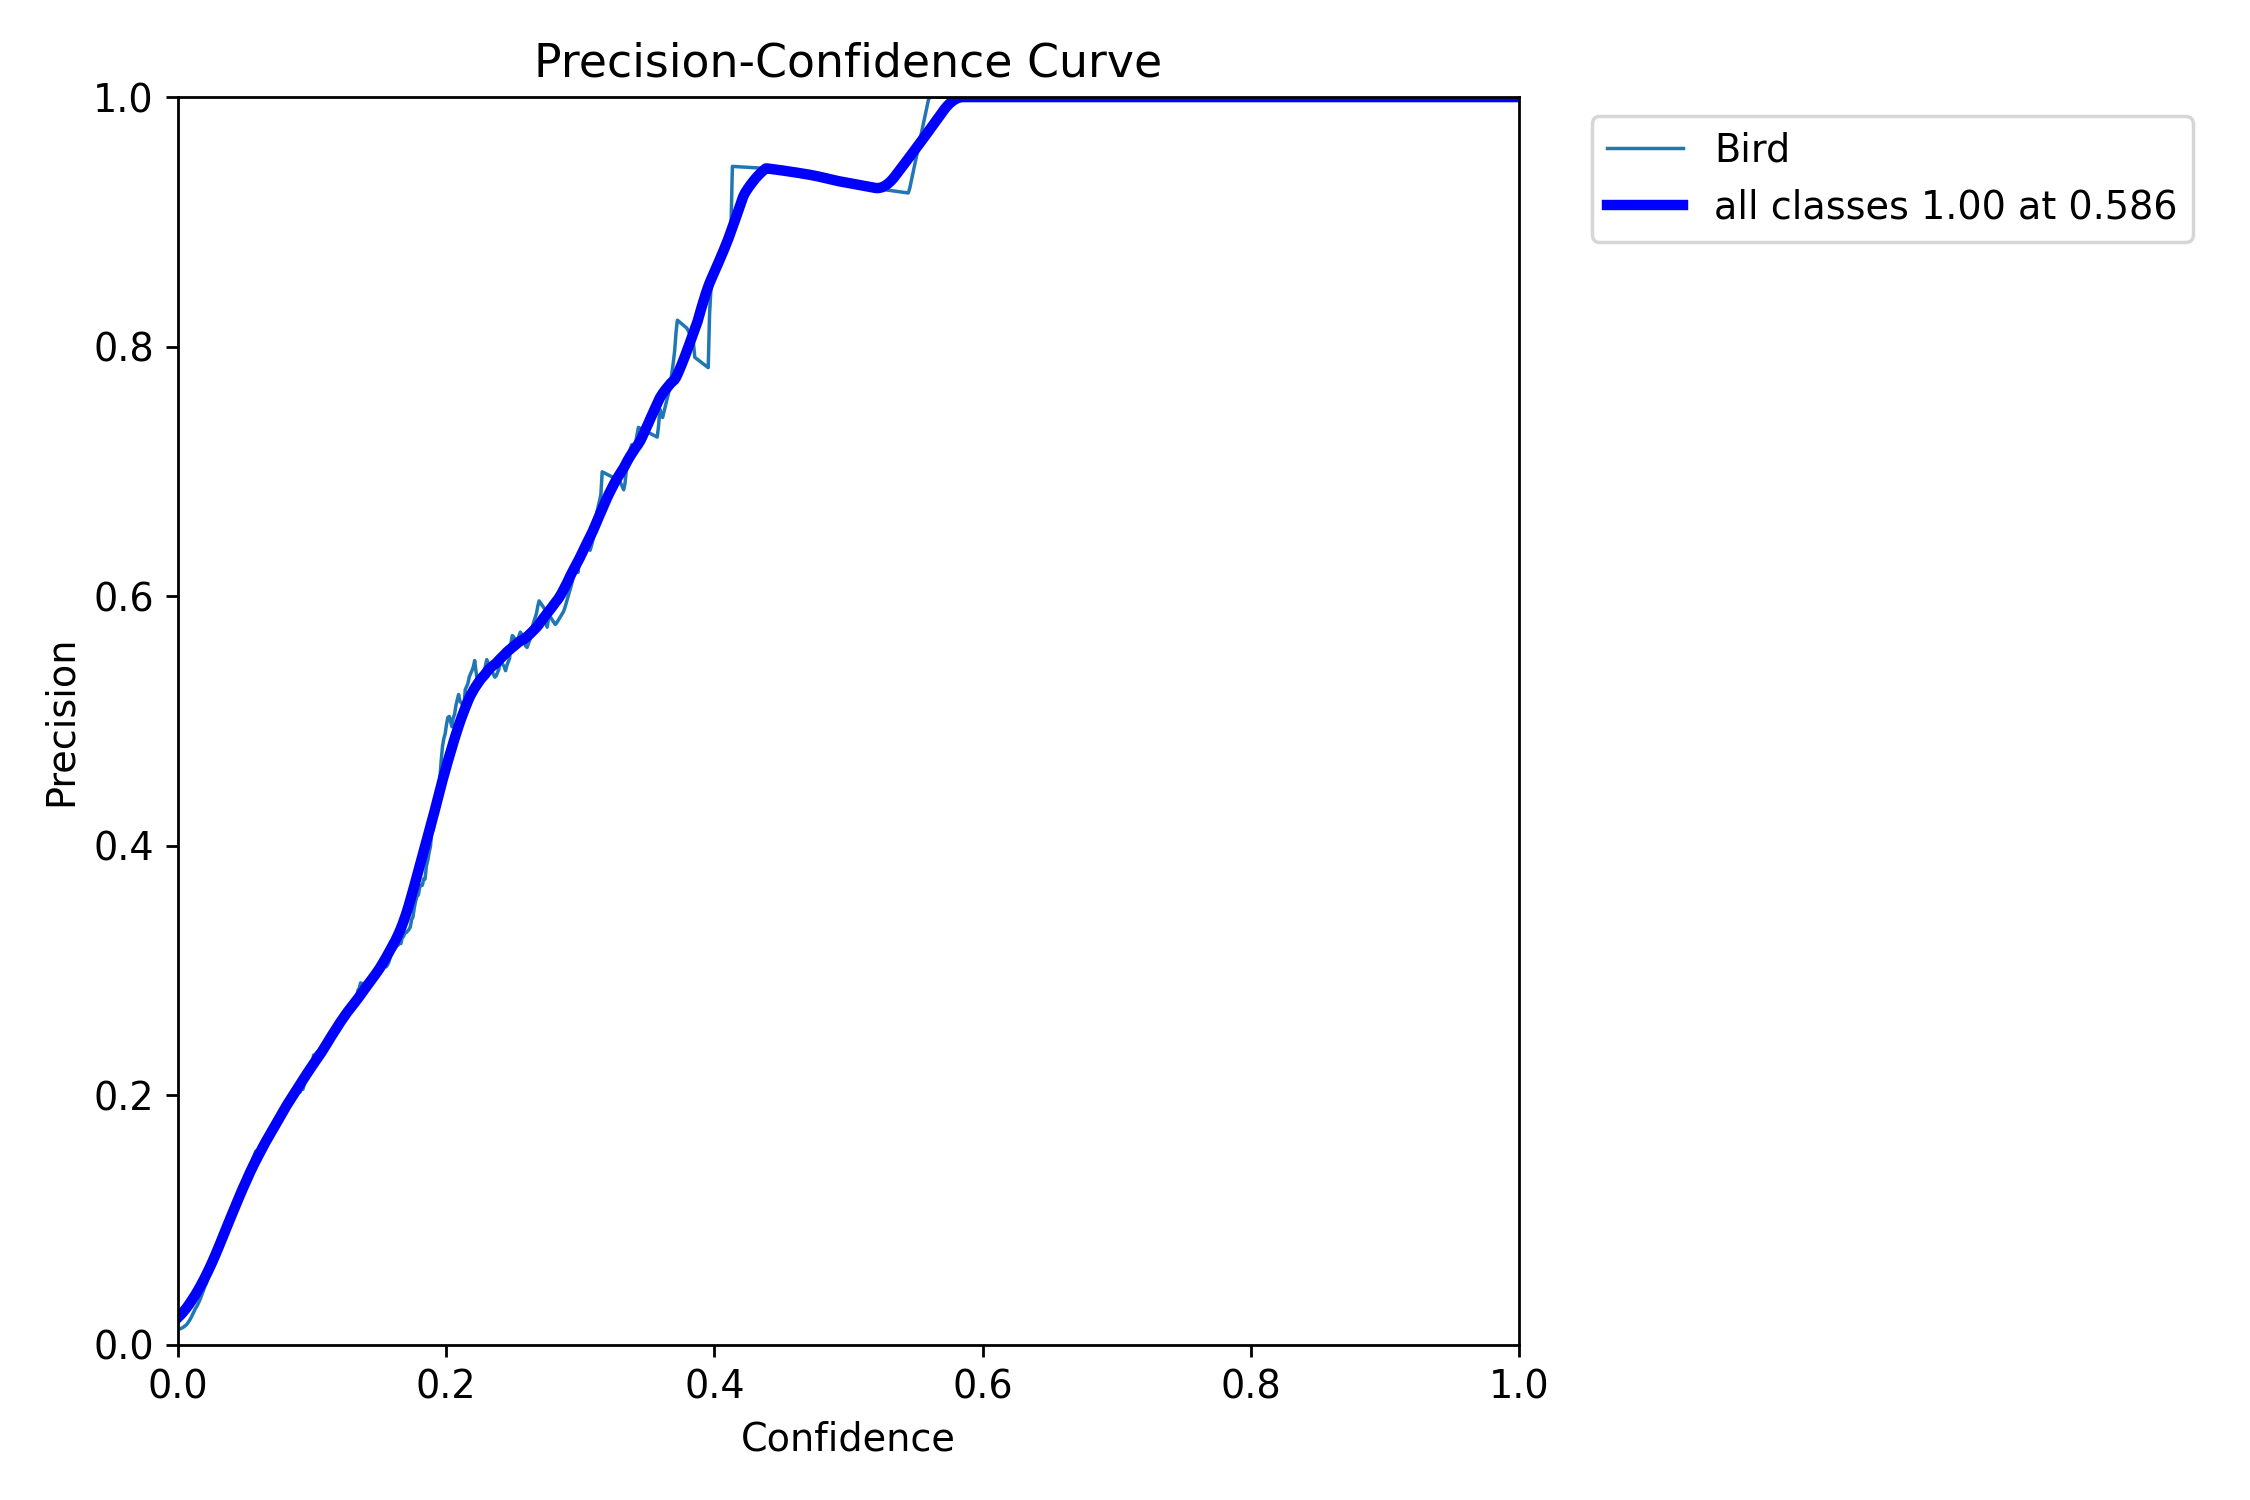 Precision-Confidence Curve
1.0
0.8
0.6
0.4
0.2
0.0
Precision
0.0 0.2 0.4 0.6 0.8 1.0
Confidence
Bird
all classes 1.00 at 0.586